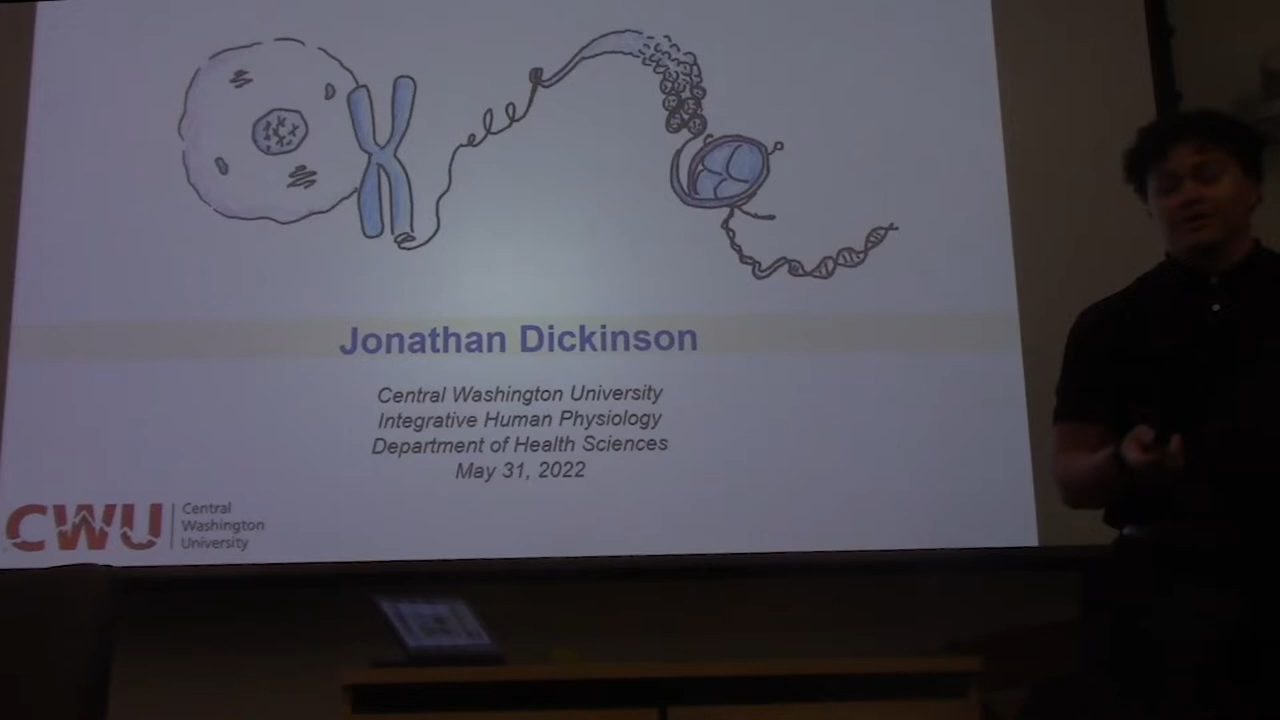 Jonathan Dickinson
Central Washington University
Integrative Human Physiology
Department of Health Sciences
May 31, 2022
CWU
Central
Washington
University